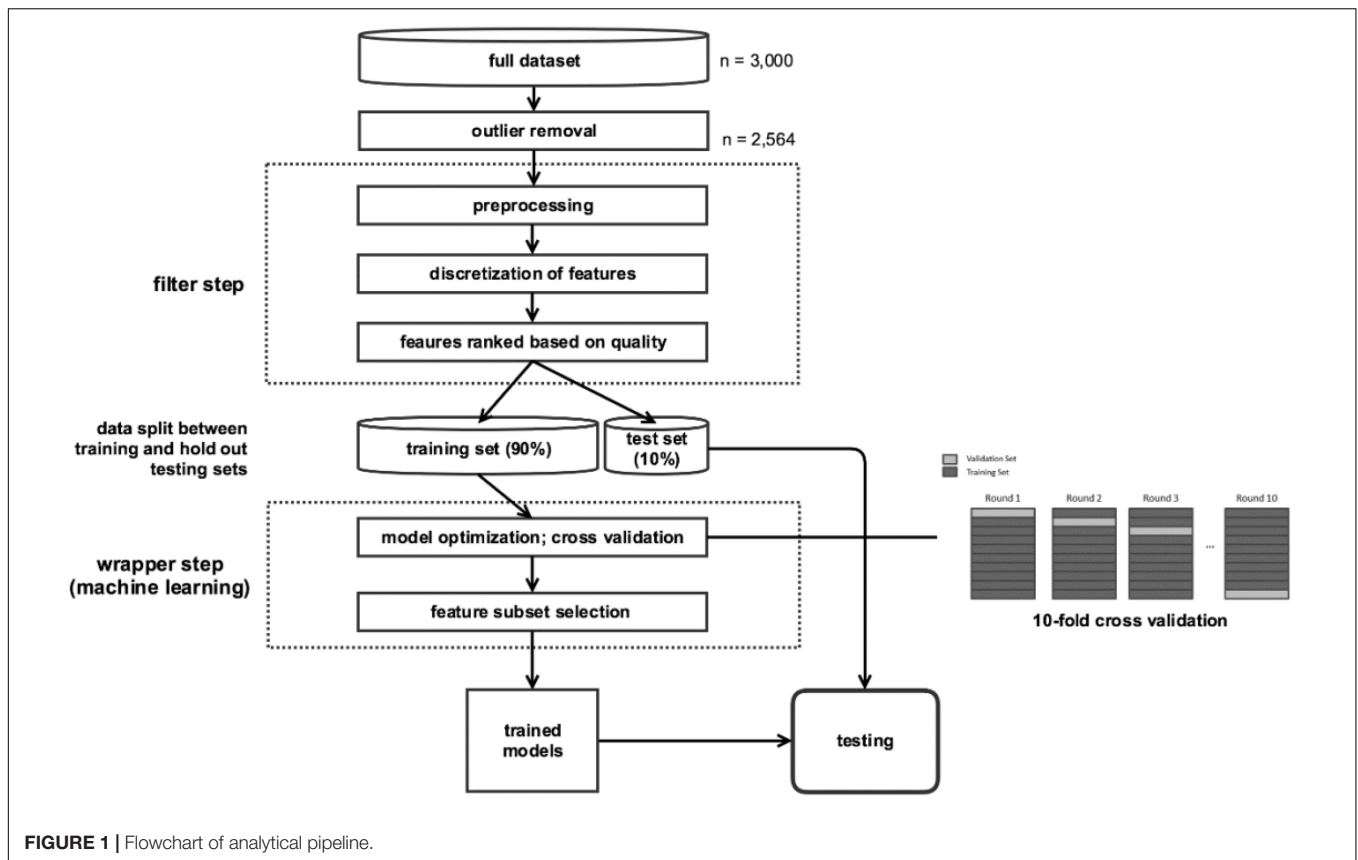 full dataset
n = 3,000
outlier removal
n = 2,564
filter step
preprocessing
discretization of features
feaures ranked based on quality
data split between
training and hold out
testing sets
training set (90%)
test set
(10%)
wrapper step
(machine learning)
model optimization; cross validation
feature subset selection
Validation Set
Training Set
Round 1
Round 2
Round 3
...
Round 10
10-fold cross validation
trained
models
testing
FIGURE 1 | Flowchart of analytical pipeline.